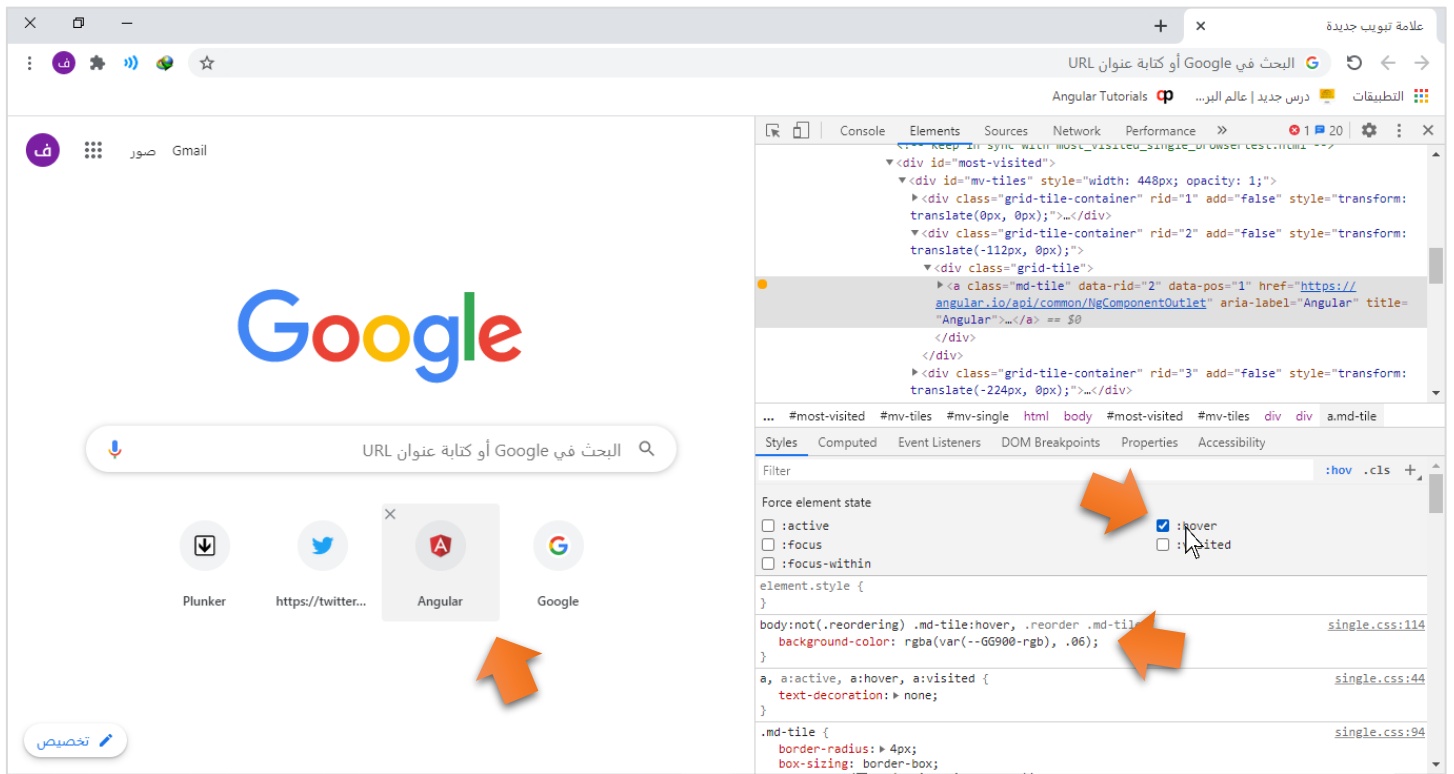 علامة تبويب جديدة
البحث في Google أو كتابة عنوان URL
ف
التطبيقات
درس جديد | عالم البر...
Angular Tutorials
ف
Gmail
صور
Google
البحث في Google أو كتابة عنوان URL
Plunker
https://twitter...
Angular
Google
تخصيص
Console Elements Sources Network Performance » 1 20
<!-- Keep in sync with most_visited_single_browsertest.html -->
▼<div id="most-visited">
▼<div id="mv-tiles" style="width: 448px; opacity: 1;">
▶<div class="grid-tile-container" rid="1" add="false" style="transform:
translate(0px, 0px);">…</div>
▼<div class="grid-tile-container" rid="2" add="false" style="transform:
translate(-112px, 0px);">
▼<div class="grid-tile">
▶<a class="md-tile" data-rid="2" data-pos="1" href="https://
angular.io/api/common/NgComponentOutlet" aria-label="Angular" title=
"Angular">…</a> == $0
</div>
</div>
▶<div class="grid-tile-container" rid="3" add="false" style="transform:
translate(-224px, 0px);">…</div>
... #most-visited #mv-tiles #mv-single html body #most-visited #mv-tiles div div a.md-tile
Styles Computed Event Listeners DOM Breakpoints Properties Accessibility
Filter :hov .cls +
Force element state
:active :hover
:focus :visited
:focus-within
element.style {
}
body:not(.reordering) .md-tile:hover, .reorder .md-tile single.css:114
background-color: rgba(var(--GG900-rgb), .06);
}
a, a:active, a:hover, a:visited { single.css:44
text-decoration: ▶ none;
}
.md-tile { single.css:94
border-radius: ▶ 4px;
box-sizing: border-box;